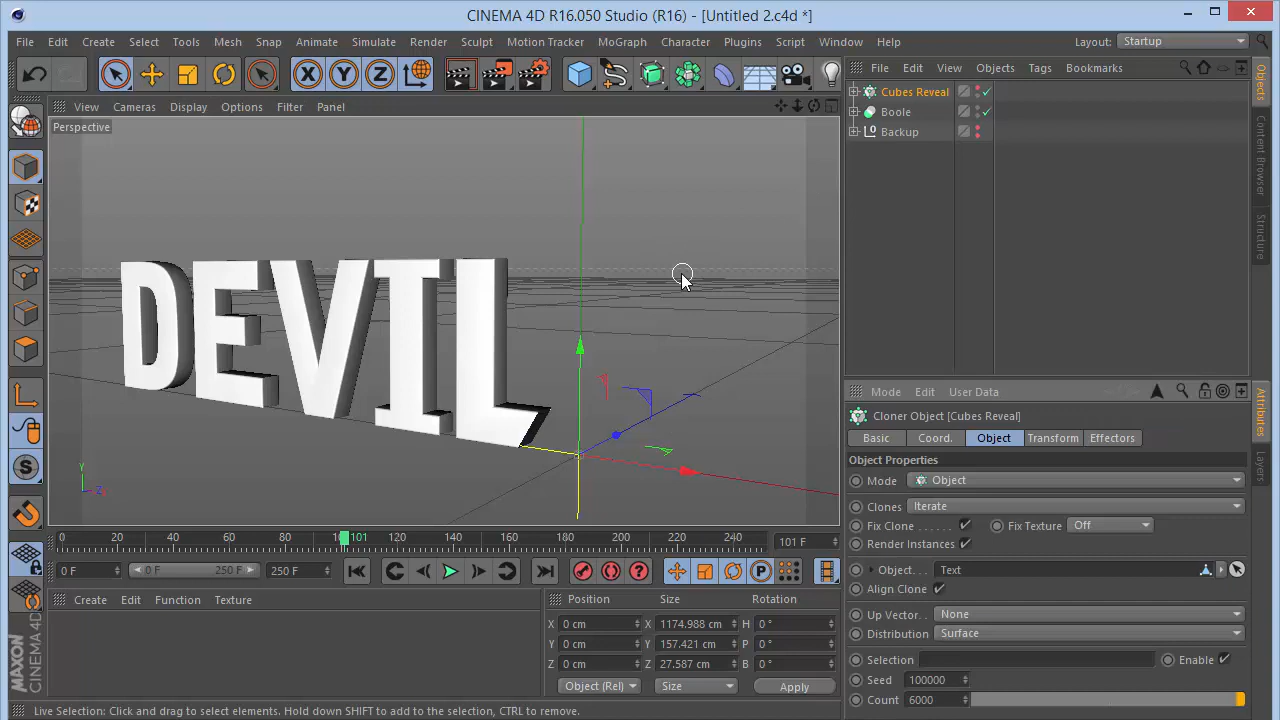 CINEMA 4D R16.050 Studio (R16) - [Untitled 2.c4d *]
File Edit Create Select Tools Mesh Snap Animate Simulate Render Sculpt Motion Tracker MoGraph Character Plugins Script Window Help Layout: Startup
X Y Z
File Edit View Objects Tags Bookmarks
View Cameras Display Options Filter Panel
Perspective
Cubes Reveal
Boole
Backup
Objects
Content Browser
Structure
DEVIL
Y
Z
Mode Edit User Data
Cloner Object [Cubes Reveal]
Basic Coord. Object Transform Effectors
Object Properties
Mode Object
Clones Iterate
Fix Clone . . . . . . Fix Texture Off
Render Instances
Object . . . Text
Align Clone
Up Vector . . None
Distribution Surface
Selection Enable
Seed 100000
Count 6000
Attributes
Layers
0 20 40 60 80 101 120 140 160 180 200 220 240 101 F
0 F 0 F 250 F 250 F
Create Edit Function Texture
Position Size Rotation
X 0 cm X 1174.988 cm H 0 °
Y 0 cm Y 157.421 cm P 0 °
Z 0 cm Z 27.587 cm B 0 °
Object (Rel) Size Apply
MAXON
CINEMA 4D
Live Selection: Click and drag to select elements. Hold down SHIFT to add to the selection, CTRL to remove.